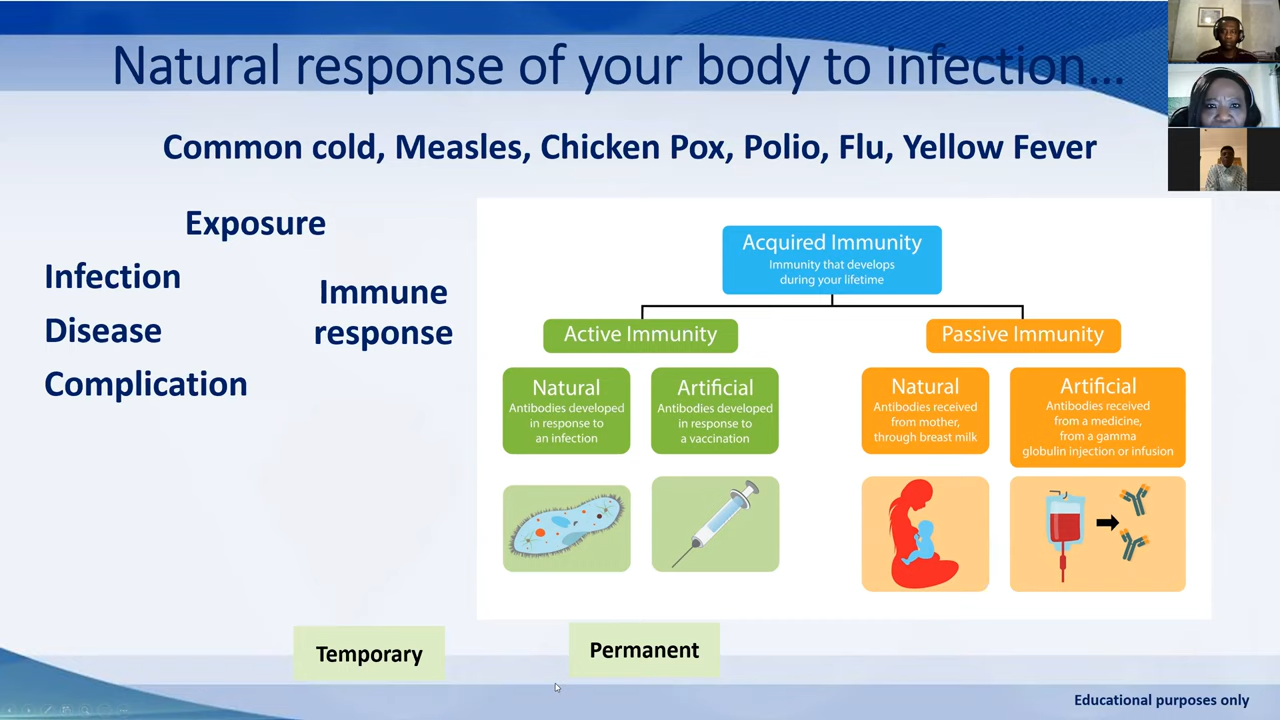 Natural response of your body to infection...
Common cold, Measles, Chicken Pox, Polio, Flu, Yellow Fever
Exposure
Infection
Disease
Complication
Immune
response
Acquired Immunity
Immunity that develops
during your lifetime
Active Immunity
Passive Immunity
Natural
Antibodies developed
in response to
an infection
Artificial
Antibodies developed
in response to
a vaccination
Natural
Antibodies received
from mother,
through breast milk
Artificial
Antibodies received
from a medicine,
from a gamma
globulin injection or infusion
Temporary
Permanent
Educational purposes only